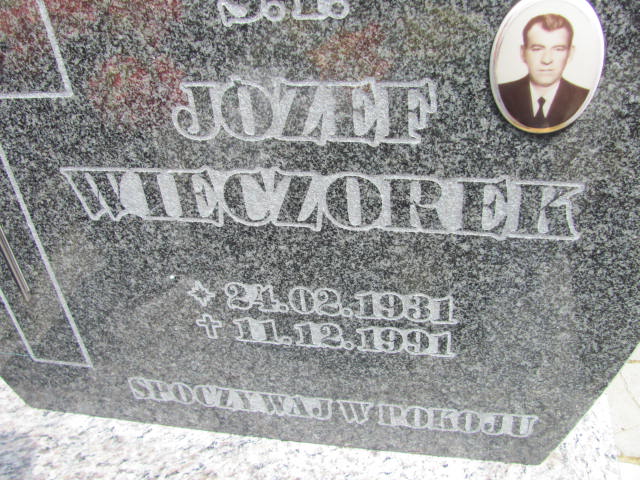 Ś.P.
JÓZEF
WIECZOREK
24.02.1931
✝ 11.12.1991
SPOCZYWAJ W POKOJU